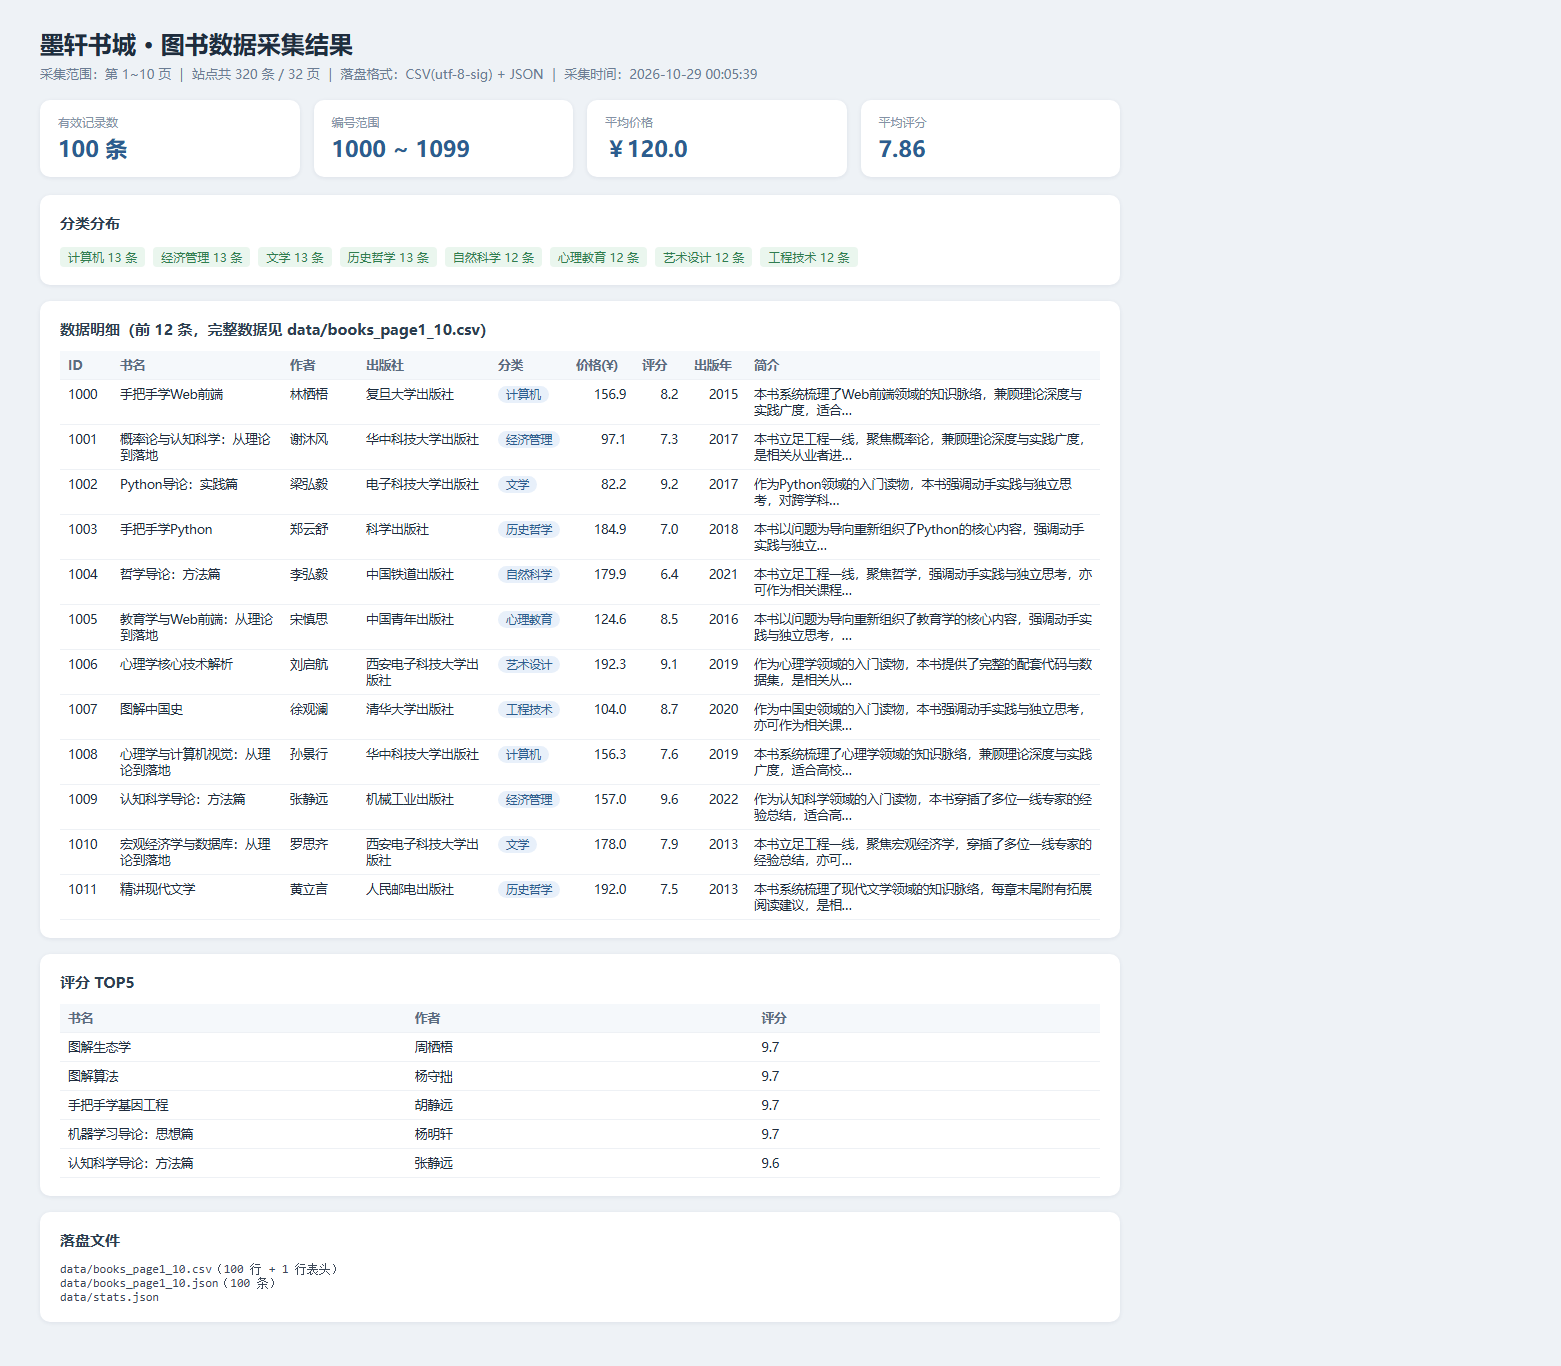 墨轩书城 · 图书数据采集结果
采集范围：第 1~10 页 | 站点共 320 条 / 32 页 | 落盘格式：CSV(utf-8-sig) + JSON | 采集时间：2026-10-29 00:05:39
有效记录数 编号范围 平均价格 平均评分
100 条 1000 ~ 1099 ¥120.0 7.86
分类分布
计算机 13 条 经济管理 13 条 文学 13 条 历史哲学 13 条 自然科学 12 条 心理教育 12 条 艺术设计 12 条 工程技术 12 条
数据明细（前 12 条，完整数据见 data/books_page1_10.csv）
ID 书名 作者 出版社 分类 价格(¥) 评分 出版年 简介
1000 手把手学Web前端 林栖梧 复旦大学出版社 计算机 156.9 8.2 2015 本书系统梳理了Web前端领域的知识脉络，兼顾理论深度与
实践广度，适合...
1001 概率论与认知科学：从理论 谢沐风 华中科技大学出版社 经济管理 97.1 7.3 2017 本书立足工程一线，聚焦概率论，兼顾理论深度与实践广度，
到落地 是相关从业者进...
1002 Python导论：实践篇 梁弘毅 电子科技大学出版社 文学 82.2 9.2 2017 作为Python领域的入门读物，本书强调动手实践与独立思
考，对跨学科...
1003 手把手学Python 郑云舒 科学出版社 历史哲学 184.9 7.0 2018 本书以问题为导向重新组织了Python的核心内容，强调动手
实践与独立...
1004 哲学导论：方法篇 李弘毅 中国铁道出版社 自然科学 179.9 6.4 2021 本书立足工程一线，聚焦哲学，强调动手实践与独立思考，亦
可作为相关课程...
1005 教育学与Web前端：从理论 宋慎思 中国青年出版社 心理教育 124.6 8.5 2016 本书以问题为导向重新组织了教育学的核心内容，强调动手实
到落地 践与独立思考，...
1006 心理学核心技术解析 刘启航 西安电子科技大学出 艺术设计 192.3 9.1 2019 作为心理学领域的入门读物，本书提供了完整的配套代码与数
版社 据集，是相关从...
1007 图解中国史 徐观澜 清华大学出版社 工程技术 104.0 8.7 2020 作为中国史领域的入门读物，本书强调动手实践与独立思考，
亦可作为相关课...
1008 心理学与计算机视觉：从理 孙景行 华中科技大学出版社 计算机 156.3 7.6 2019 本书系统梳理了心理学领域的知识脉络，兼顾理论深度与实践
论到落地 广度，适合高校...
1009 认知科学导论：方法篇 张静远 机械工业出版社 经济管理 157.0 9.6 2022 作为认知科学领域的入门读物，本书穿插了多位一线专家的经
验总结，适合高...
1010 宏观经济学与数据库：从理 罗思齐 西安电子科技大学出 文学 178.0 7.9 2013 本书立足工程一线，聚焦宏观经济学，穿插了多位一线专家的
论到落地 版社 经验总结，亦可...
1011 精讲现代文学 黄立言 人民邮电出版社 历史哲学 192.0 7.5 2013 本书系统梳理了现代文学领域的知识脉络，每章末尾附有拓展
阅读建议，是相...
评分 TOP5
书名 作者 评分
图解生态学 周栖梧 9.7
图解算法 杨守拙 9.7
手把手学基因工程 胡静远 9.7
机器学习导论：思想篇 杨明轩 9.7
认知科学导论：方法篇 张静远 9.6
落盘文件
data/books_page1_10.csv（100 行 + 1 行表头）
data/books_page1_10.json（100 条）
data/stats.json